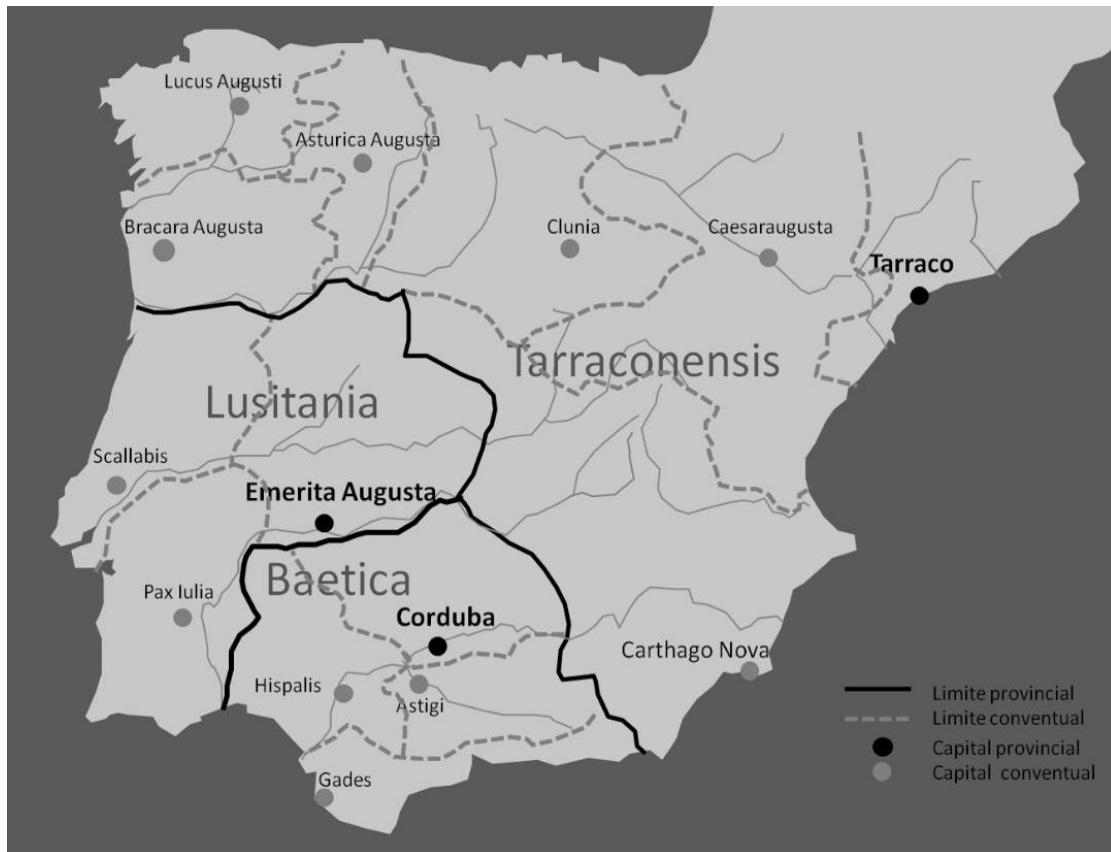 Lucus Augusti
Asturica Augusta
Bracara Augusta
Clunia
Caesaraugusta
Tarraco
Tarraconensis
Lusitania
Scallabis
Emerita Augusta
Baetica
Pax Iulia
Corduba
Carthago Nova
Hispalis
Astigi
Gades
Limite provincial
Limite conventual
Capital provincial
Capital conventual